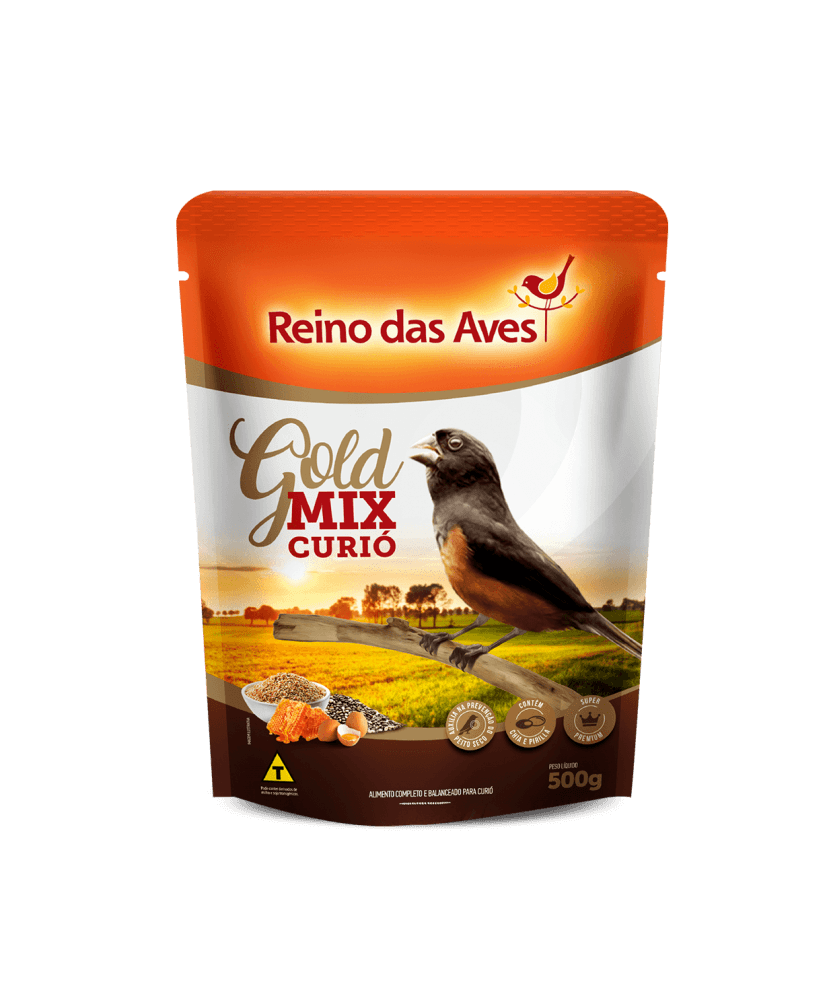 Reino das Aves
Gold
MIX
CURIÓ
AUXILIA NA PREVENÇÃO DO PEITO SECO
CONTÉM
CHIA E PIRILLA
SUPER
PREMIUM
T
PESO LÍQUIDO
500g
ALIMENTO COMPLETO E BALANCEADO PARA CURIÓ